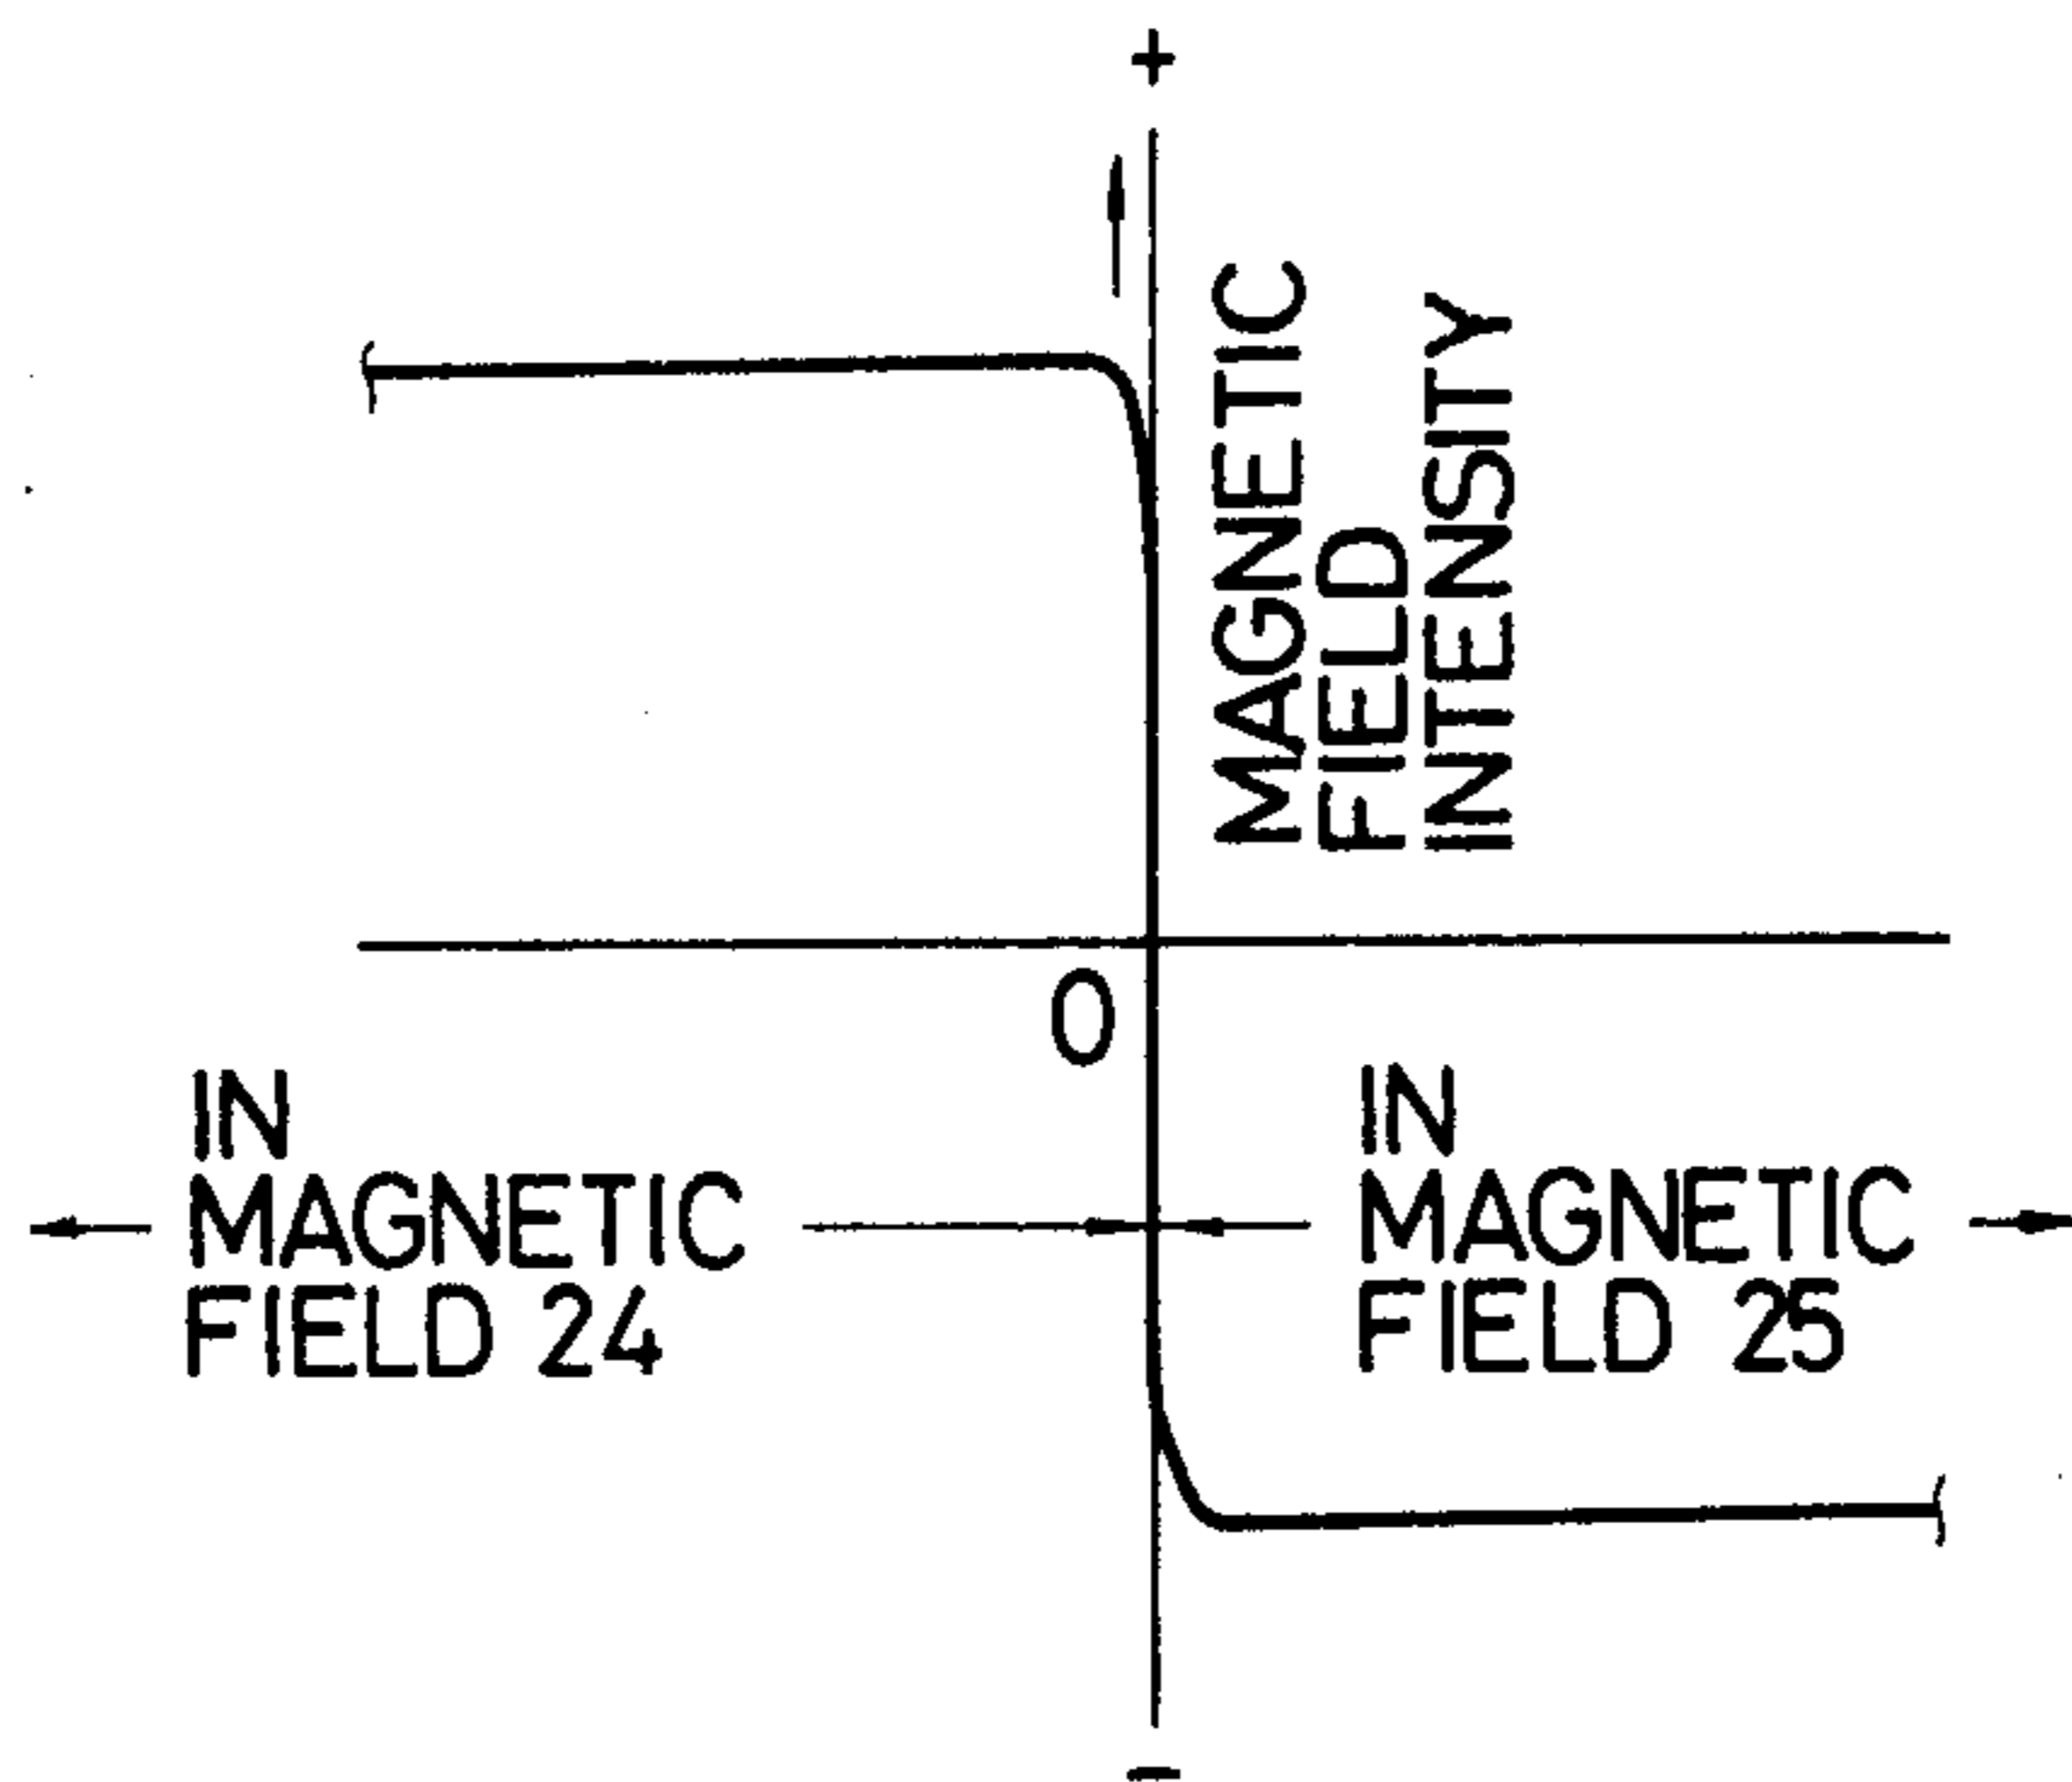 +
MAGNETIC
FIELD
INTENSITY
0
IN
MAGNETIC
FIELD 24
IN
MAGNETIC
FIELD 25
-